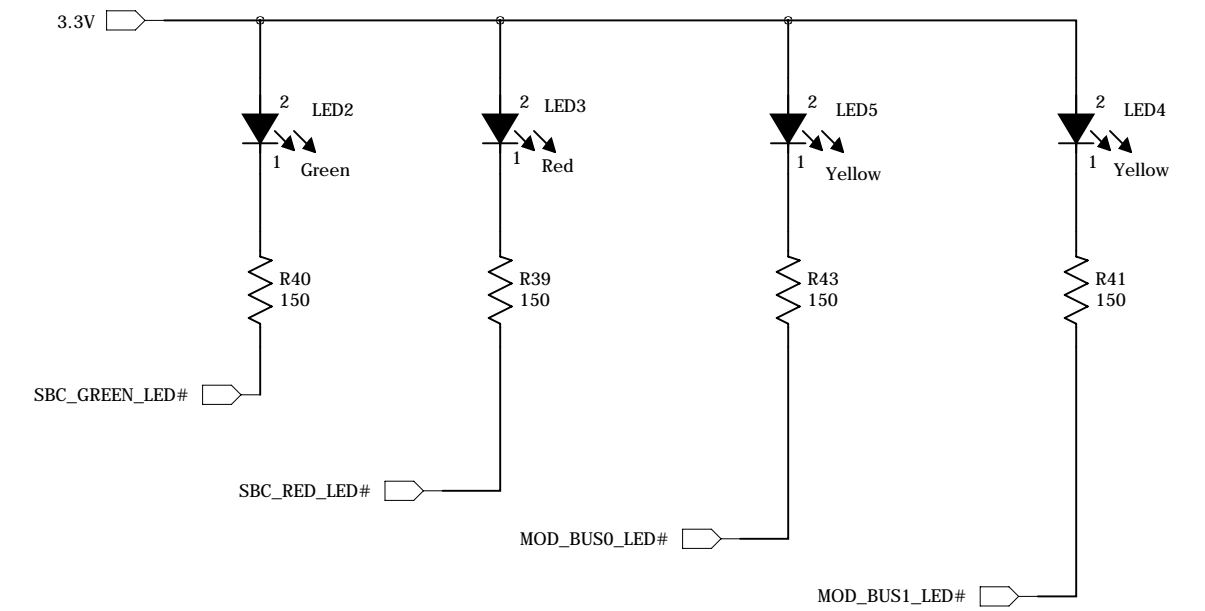 3.3V
2 LED2
1 Green
2 LED3
1 Red
2 LED5
1 Yellow
2 LED4
1 Yellow
R40
150
R39
150
R43
150
R41
150
SBC_GREEN_LED#
SBC_RED_LED#
MOD_BUS0_LED#
MOD_BUS1_LED#